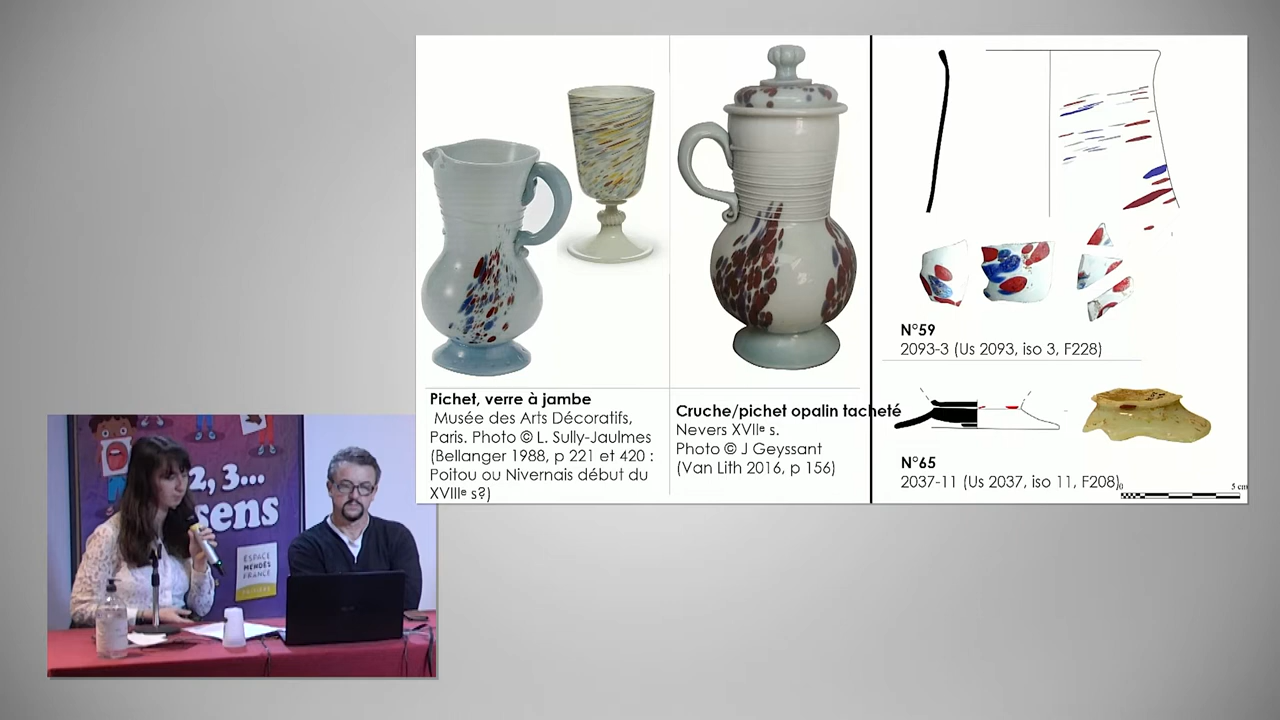 Pichet, verre à jambe
Musée des Arts Décoratifs,
Paris. Photo © L. Sully-Jaulmes
(Bellanger 1988, p 221 et 420 :
Poitou ou Nivernais début du
XVIIIᵉ s?)
Cruche/pichet opalin tacheté
Nevers XVIIᵉ s.
Photo © J Geyssant
(Van Lith 2016, p 156)
N°59
2093-3 (Us 2093, iso 3, F228)
N°65
2037-11 (Us 2037, iso 11, F208)
0
5 cm
2, 3...
sens
ESPACE
MENDÈS
FRANCE
POITIERS